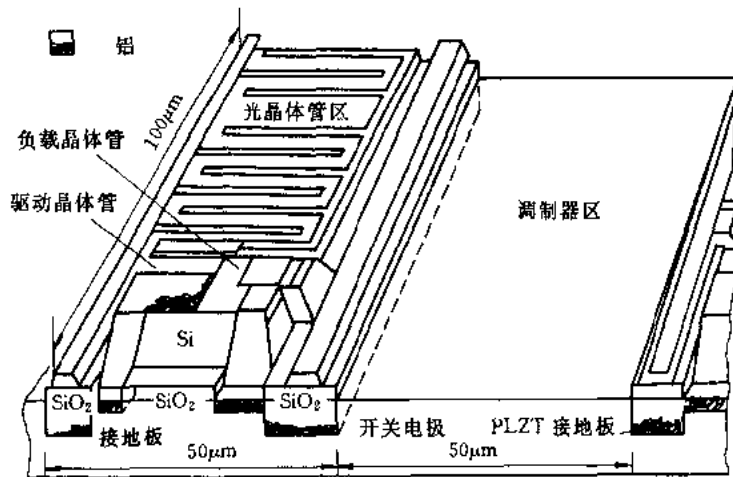 铝
100μm
光晶体管区
负载晶体管
驱动晶体管
调制器区
Si
SiO₂
SiO₂
SiO₂
接地板
开关电极
PLZT 接地板
50μm
50μm